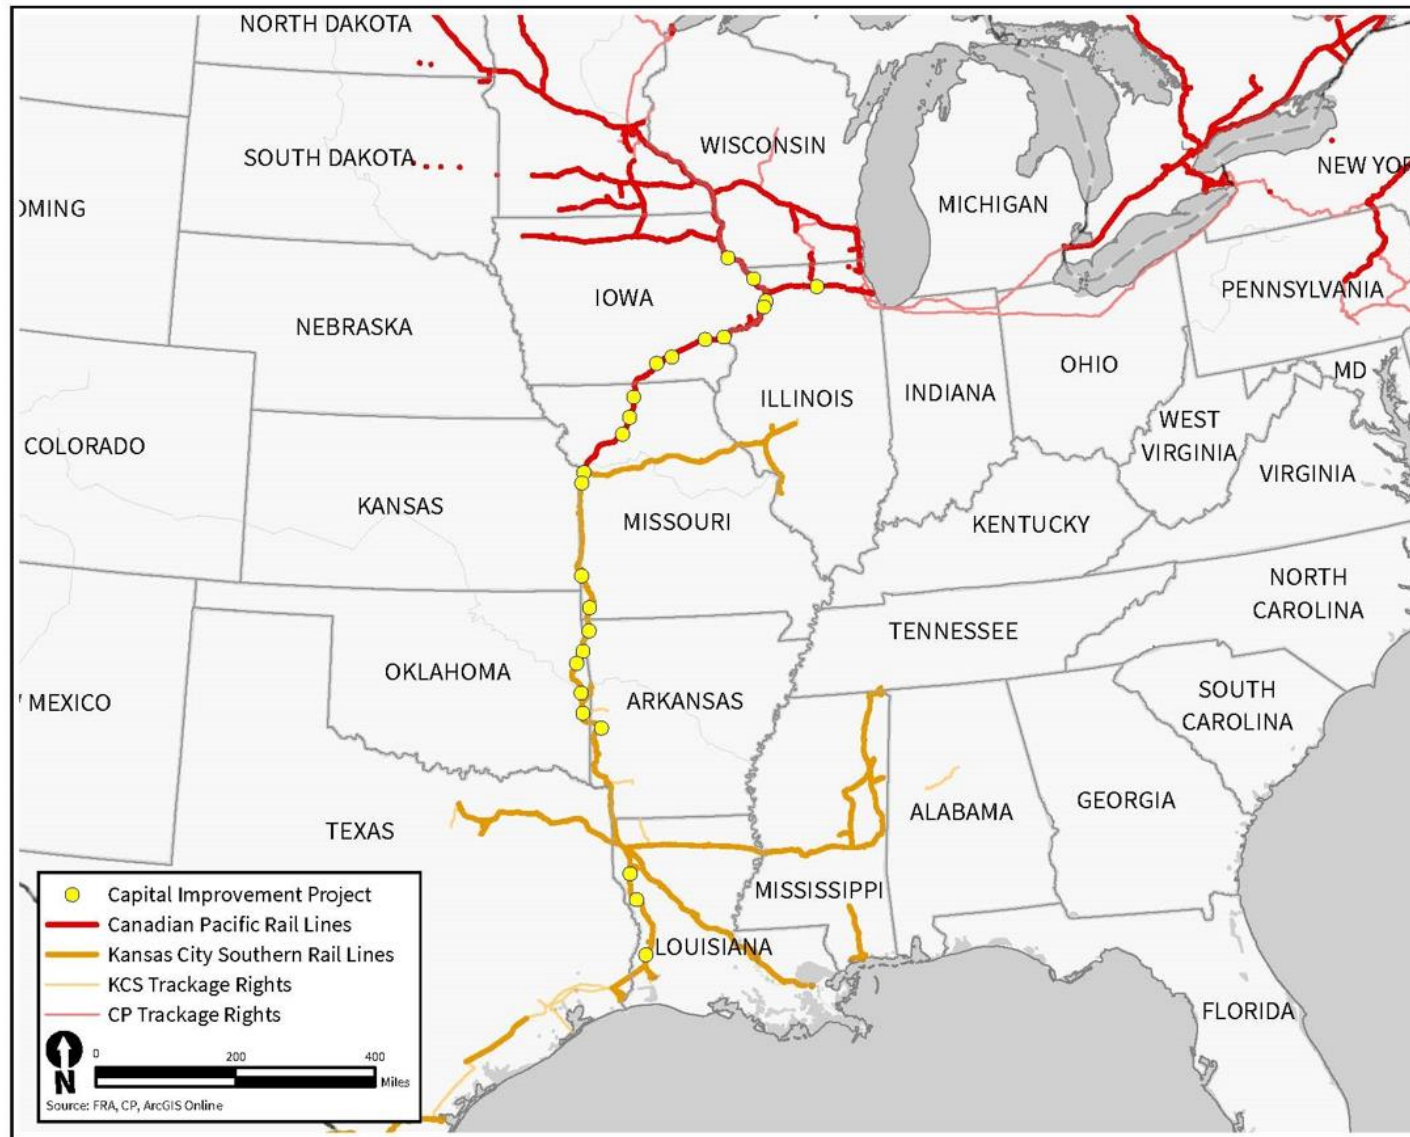 NORTH DAKOTA
SOUTH DAKOTA
WISCONSIN
NEW YOR
OMING
MICHIGAN
IOWA
PENNSYLVANIA
NEBRASKA
OHIO
MD
INDIANA
ILLINOIS
WEST
VIRGINIA
COLORADO
VIRGINIA
KANSAS
MISSOURI
KENTUCKY
NORTH
CAROLINA
TENNESSEE
OKLAHOMA
MEXICO
ARKANSAS
SOUTH
CAROLINA
TEXAS
ALABAMA
GEORGIA
MISSISSIPPI
LOUISIANA
FLORIDA
Capital Improvement Project
Canadian Pacific Rail Lines
Kansas City Southern Rail Lines
KCS Trackage Rights
CP Trackage Rights
N
0 200 400
Miles
Source: FRA, CP, ArcGIS Online